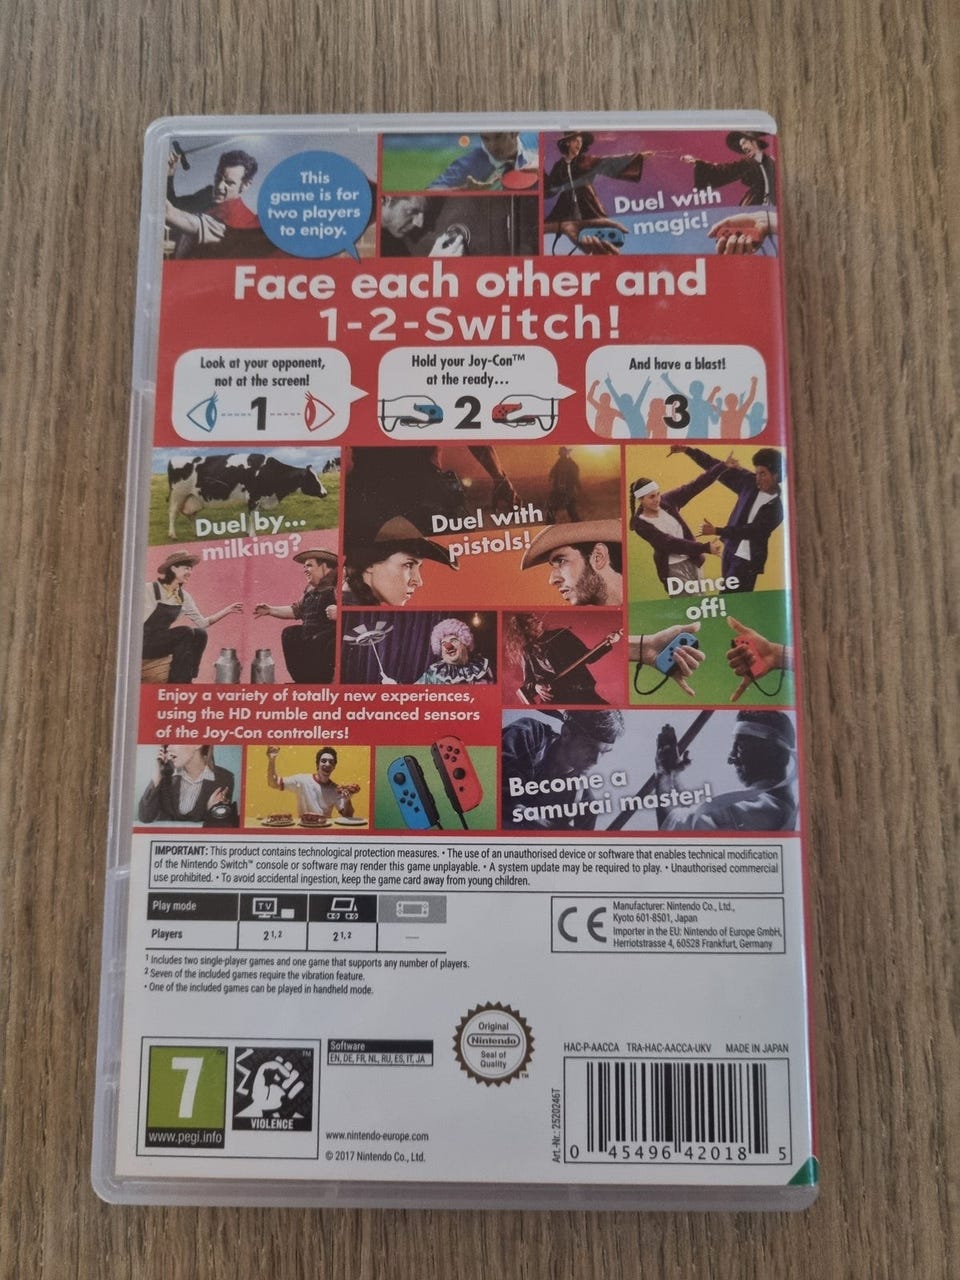 This
game is for
two players
to enjoy.
Duel with
magic!
Face each other and
1-2-Switch!
Look at your opponent,
not at the screen!
1
Hold your Joy-Con™
at the ready...
2
And have a blast!
3
Duel by...
milking?
Duel with
pistols!
Dance
off!
Enjoy a variety of totally new experiences,
using the HD rumble and advanced sensors
of the Joy-Con controllers!
Become a
samurai master!
IMPORTANT: This product contains technological protection measures. • The use of an unauthorised device or software that enables technical modification
of the Nintendo Switch™ console or software may render this game unplayable. • A system update may be required to play. • Unauthorised commercial
use prohibited. • To avoid accidental ingestion, keep the game card away from young children.
Play mode
TV
Players
2 1, 2
2 1, 2
—
CE
Manufacturer: Nintendo Co., Ltd.,
Kyoto 601-8501, Japan
Importer in the EU: Nintendo of Europe GmbH,
Herriotstrasse 4, 60528 Frankfurt, Germany
1 Includes two single-player games and one game that supports any number of players.
2 Seven of the included games require the vibration feature.
• One of the included games can be played in handheld mode.
7
www.pegi.info
VIOLENCE
™
Software
EN, DE, FR, NL, RU, ES, IT, JA
www.nintendo-europe.com
© 2017 Nintendo Co., Ltd.
Original
Nintendo
Seal of
Quality
™
HAC-P-AACCA TRA-HAC-AACCA-UKV MADE IN JAPAN
Art.-Nr.: 2520246T
0 45496 42018 5